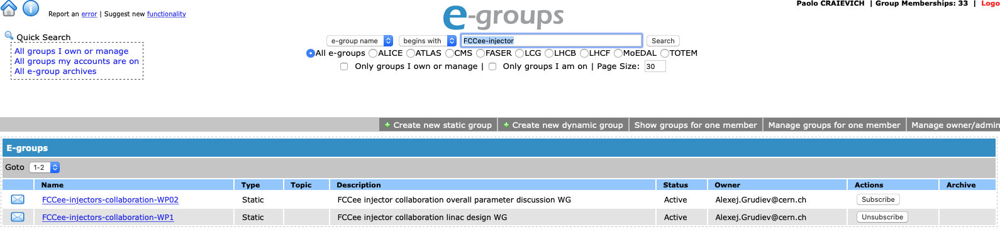 Paolo CRAIEVICH | Group Memberships: 33 | Logo
Report an error | Suggest new functionality
e-groups
Quick Search
All groups I own or manage
All groups my accounts are on
All e-group archives
e-group name begins with FCCee-injector Search
All e-groups ALICE ATLAS CMS FASER LCG LHCB LHCF MoEDAL TOTEM
Only groups I own or manage | Only groups I am on | Page Size: 30
+ Create new static group + Create new dynamic group Show groups for one member Manage groups for one member Manage owner/admin
E-groups
Goto 1-2
Name Type Topic Description Status Owner Actions Archive
FCCee-injectors-collaboration-WP02 Static FCCee injector collaboration overall parameter discussion WG Active Alexej.Grudiev@cern.ch Subscribe
FCCee-injectors-collaboration-WP1 Static FCCee injector collaboration linac design WG Active Alexej.Grudiev@cern.ch Unsubscribe